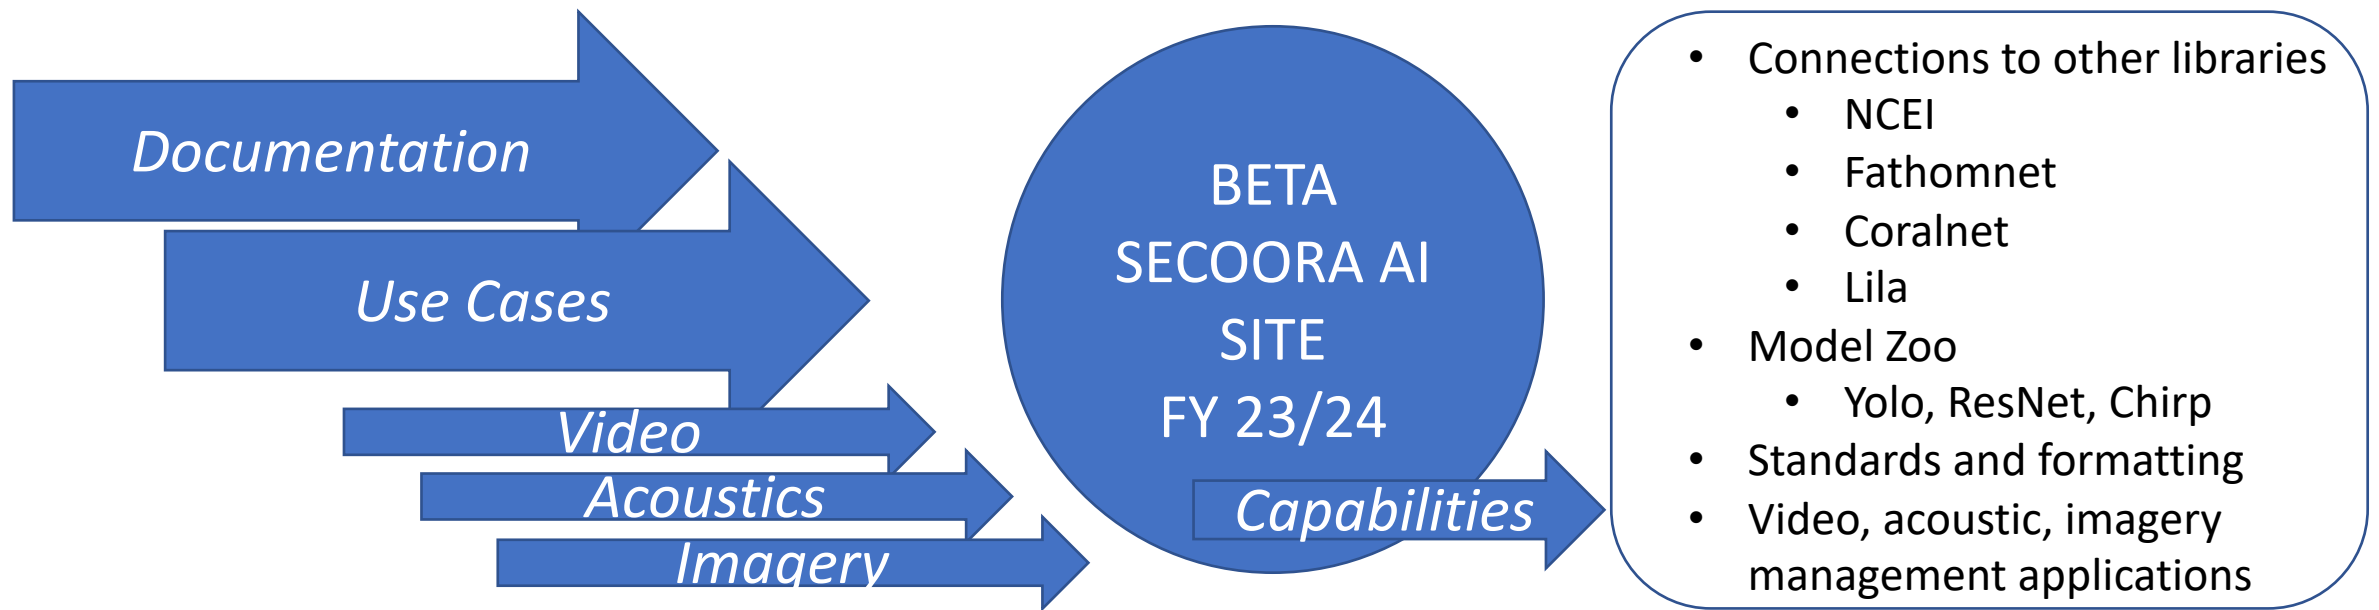 Documentation
Use Cases
Video
Acoustics
Imagery
BETA
SECOORA AI
SITE
FY 23/24
Capabilities
• Connections to other libraries
• NCEI
• Fathomnet
• Coralnet
• Lila
• Model Zoo
• Yolo, ResNet, Chirp
• Standards and formatting
• Video, acoustic, imagery
management applications